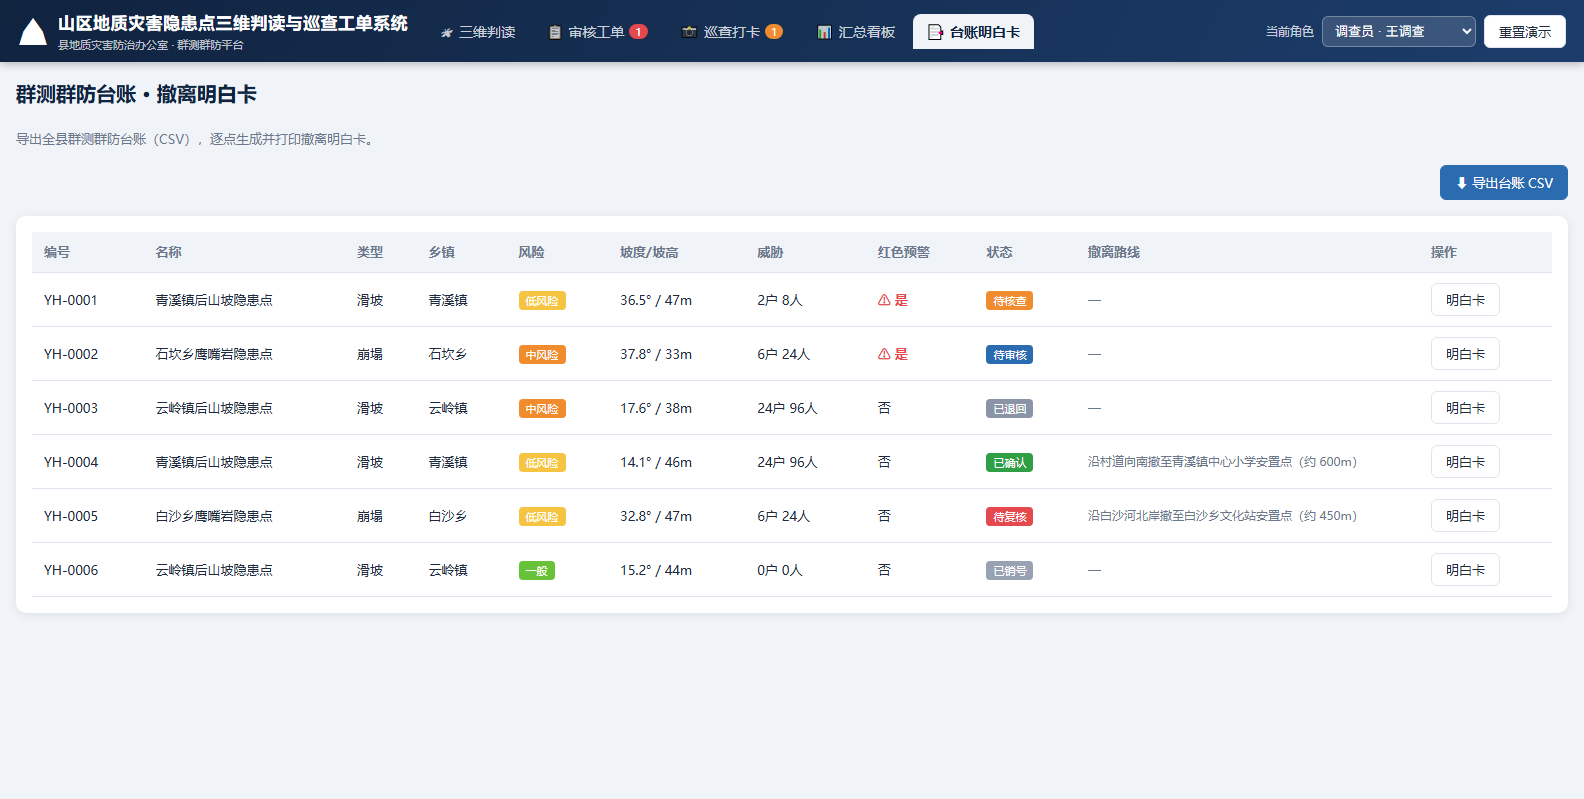 山区地质灾害隐患点三维判读与巡查工单系统
县地质灾害防治办公室 · 群测群防平台
三维判读
审核工单 1
巡查打卡 1
汇总看板
台账明白卡
当前角色
调查员 · 王调查
重置演示
群测群防台账 · 撤离明白卡
导出全县群测群防台账（CSV），逐点生成并打印撤离明白卡。
⬇ 导出台账 CSV
编号 名称 类型 乡镇 风险 坡度/坡高 威胁 红色预警 状态 撤离路线 操作
YH-0001 青溪镇后山坡隐患点 滑坡 青溪镇 低风险 36.5° / 47m 2户 8人 ⚠ 是 待核查 — 明白卡
YH-0002 石坎乡鹰嘴岩隐患点 崩塌 石坎乡 中风险 37.8° / 33m 6户 24人 ⚠ 是 待审核 — 明白卡
YH-0003 云岭镇后山坡隐患点 滑坡 云岭镇 中风险 17.6° / 38m 24户 96人 否 已退回 — 明白卡
YH-0004 青溪镇后山坡隐患点 滑坡 青溪镇 低风险 14.1° / 46m 24户 96人 否 已确认 沿村道向南撤至青溪镇中心小学安置点（约 600m） 明白卡
YH-0005 白沙乡鹰嘴岩隐患点 崩塌 白沙乡 低风险 32.8° / 47m 6户 24人 否 待复核 沿白沙河北岸撤至白沙乡文化站安置点（约 450m） 明白卡
YH-0006 云岭镇后山坡隐患点 滑坡 云岭镇 一般 15.2° / 44m 0户 0人 否 已销号 — 明白卡